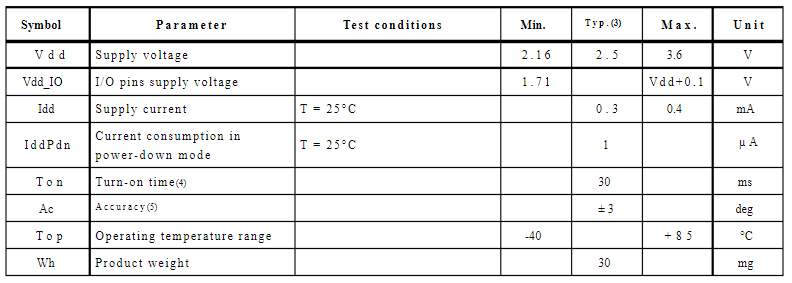 Symbol Parameter Test conditions Min. Typ.(3) Max. Unit
Vdd Supply voltage 2.16 2.5 3.6 V
Vdd_IO I/O pins supply voltage 1.71 Vdd+0.1 V
Idd Supply current T = 25°C 0.3 0.4 mA
IddPdn Current consumption in power-down mode T = 25°C 1 µA
Ton Turn-on time(4) 30 ms
Ac Accuracy(5) ±3 deg
Top Operating temperature range -40 +85 °C
Wh Product weight 30 mg